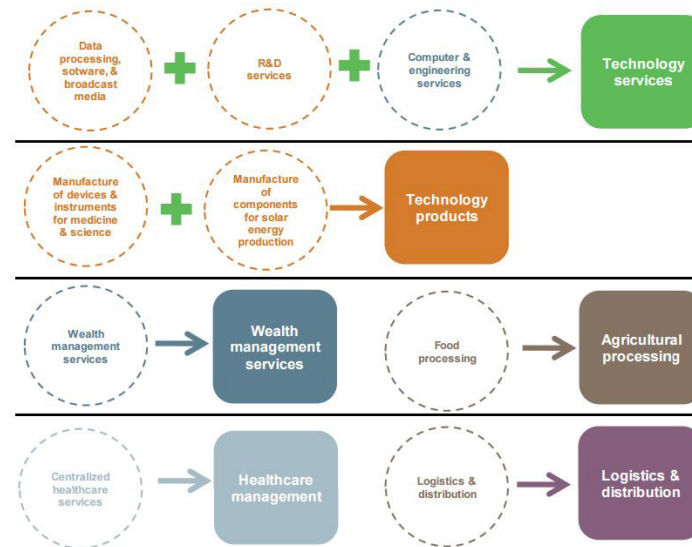 Data
processing,
sotware, &
broadcast
media
R&D
services
Computer &
engineering
services
Technology
services
Manufacture
of devices &
instruments
for medicine
& science
Manufacture
of
components
for solar
energy
production
Technology
products
Wealth
management
services
Wealth
management
services
Food
processing
Agricultural
processing
Centralized
healthcare
services
Healthcare
management
Logistics &
distribution
Logistics &
distribution